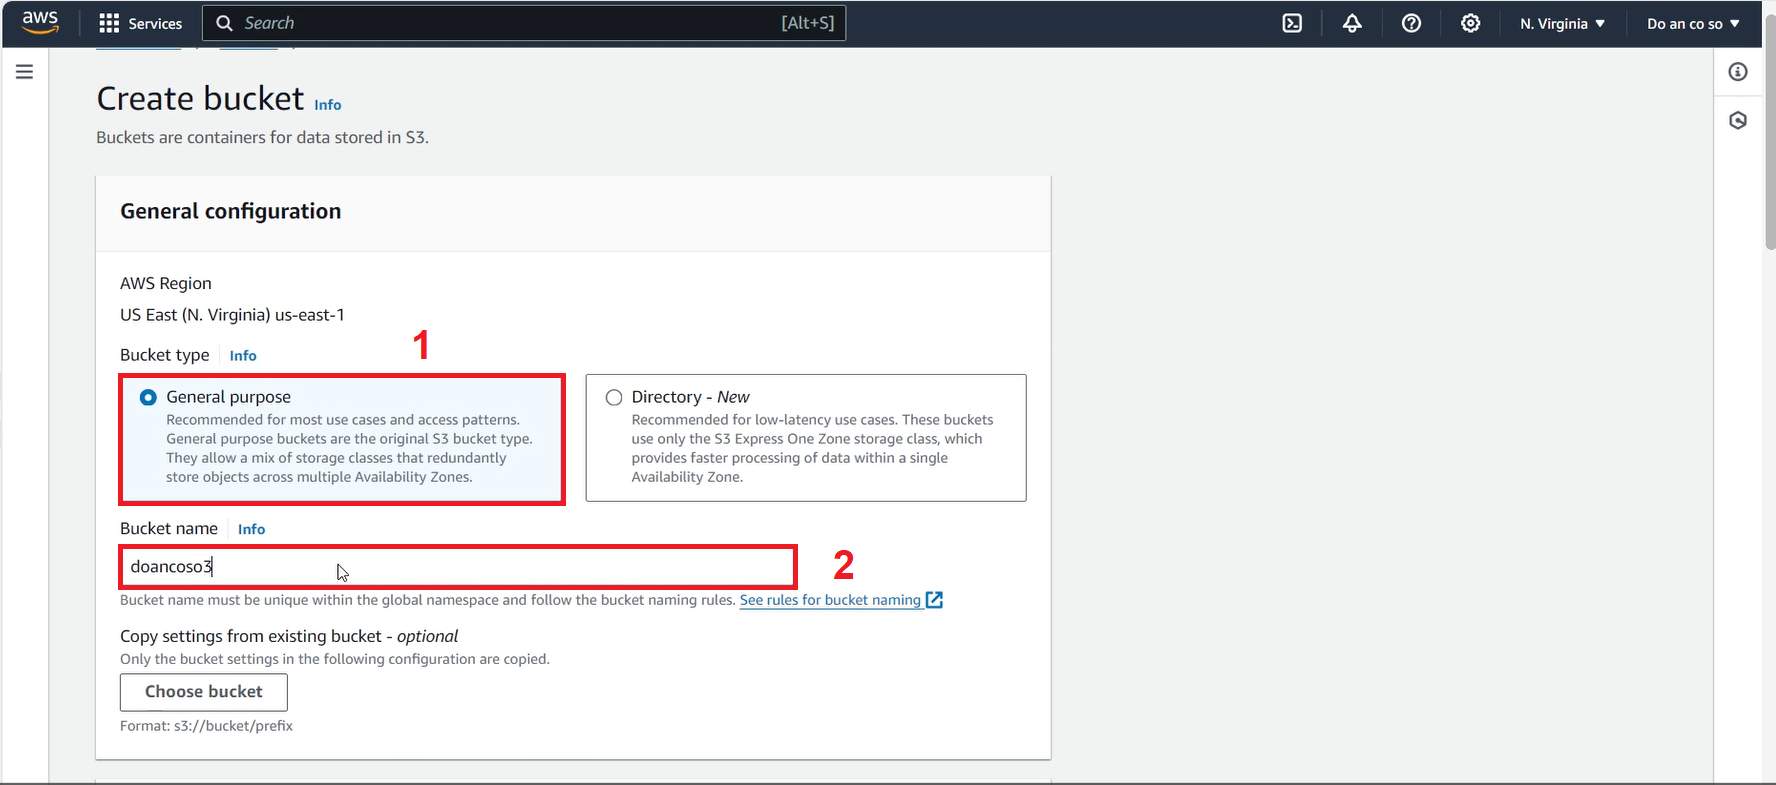 aws Services Search [Alt+S] N. Virginia Do an co so
Create bucket Info
Buckets are containers for data stored in S3.
General configuration
AWS Region
US East (N. Virginia) us-east-1
Bucket type Info
1
General purpose
Recommended for most use cases and access patterns.
General purpose buckets are the original S3 bucket type.
They allow a mix of storage classes that redundantly
store objects across multiple Availability Zones.
Directory - New
Recommended for low-latency use cases. These buckets
use only the S3 Express One Zone storage class, which
provides faster processing of data within a single
Availability Zone.
Bucket name Info
doancoso3
2
Bucket name must be unique within the global namespace and follow the bucket naming rules. See rules for bucket naming
Copy settings from existing bucket - optional
Only the bucket settings in the following configuration are copied.
Choose bucket
Format: s3://bucket/prefix